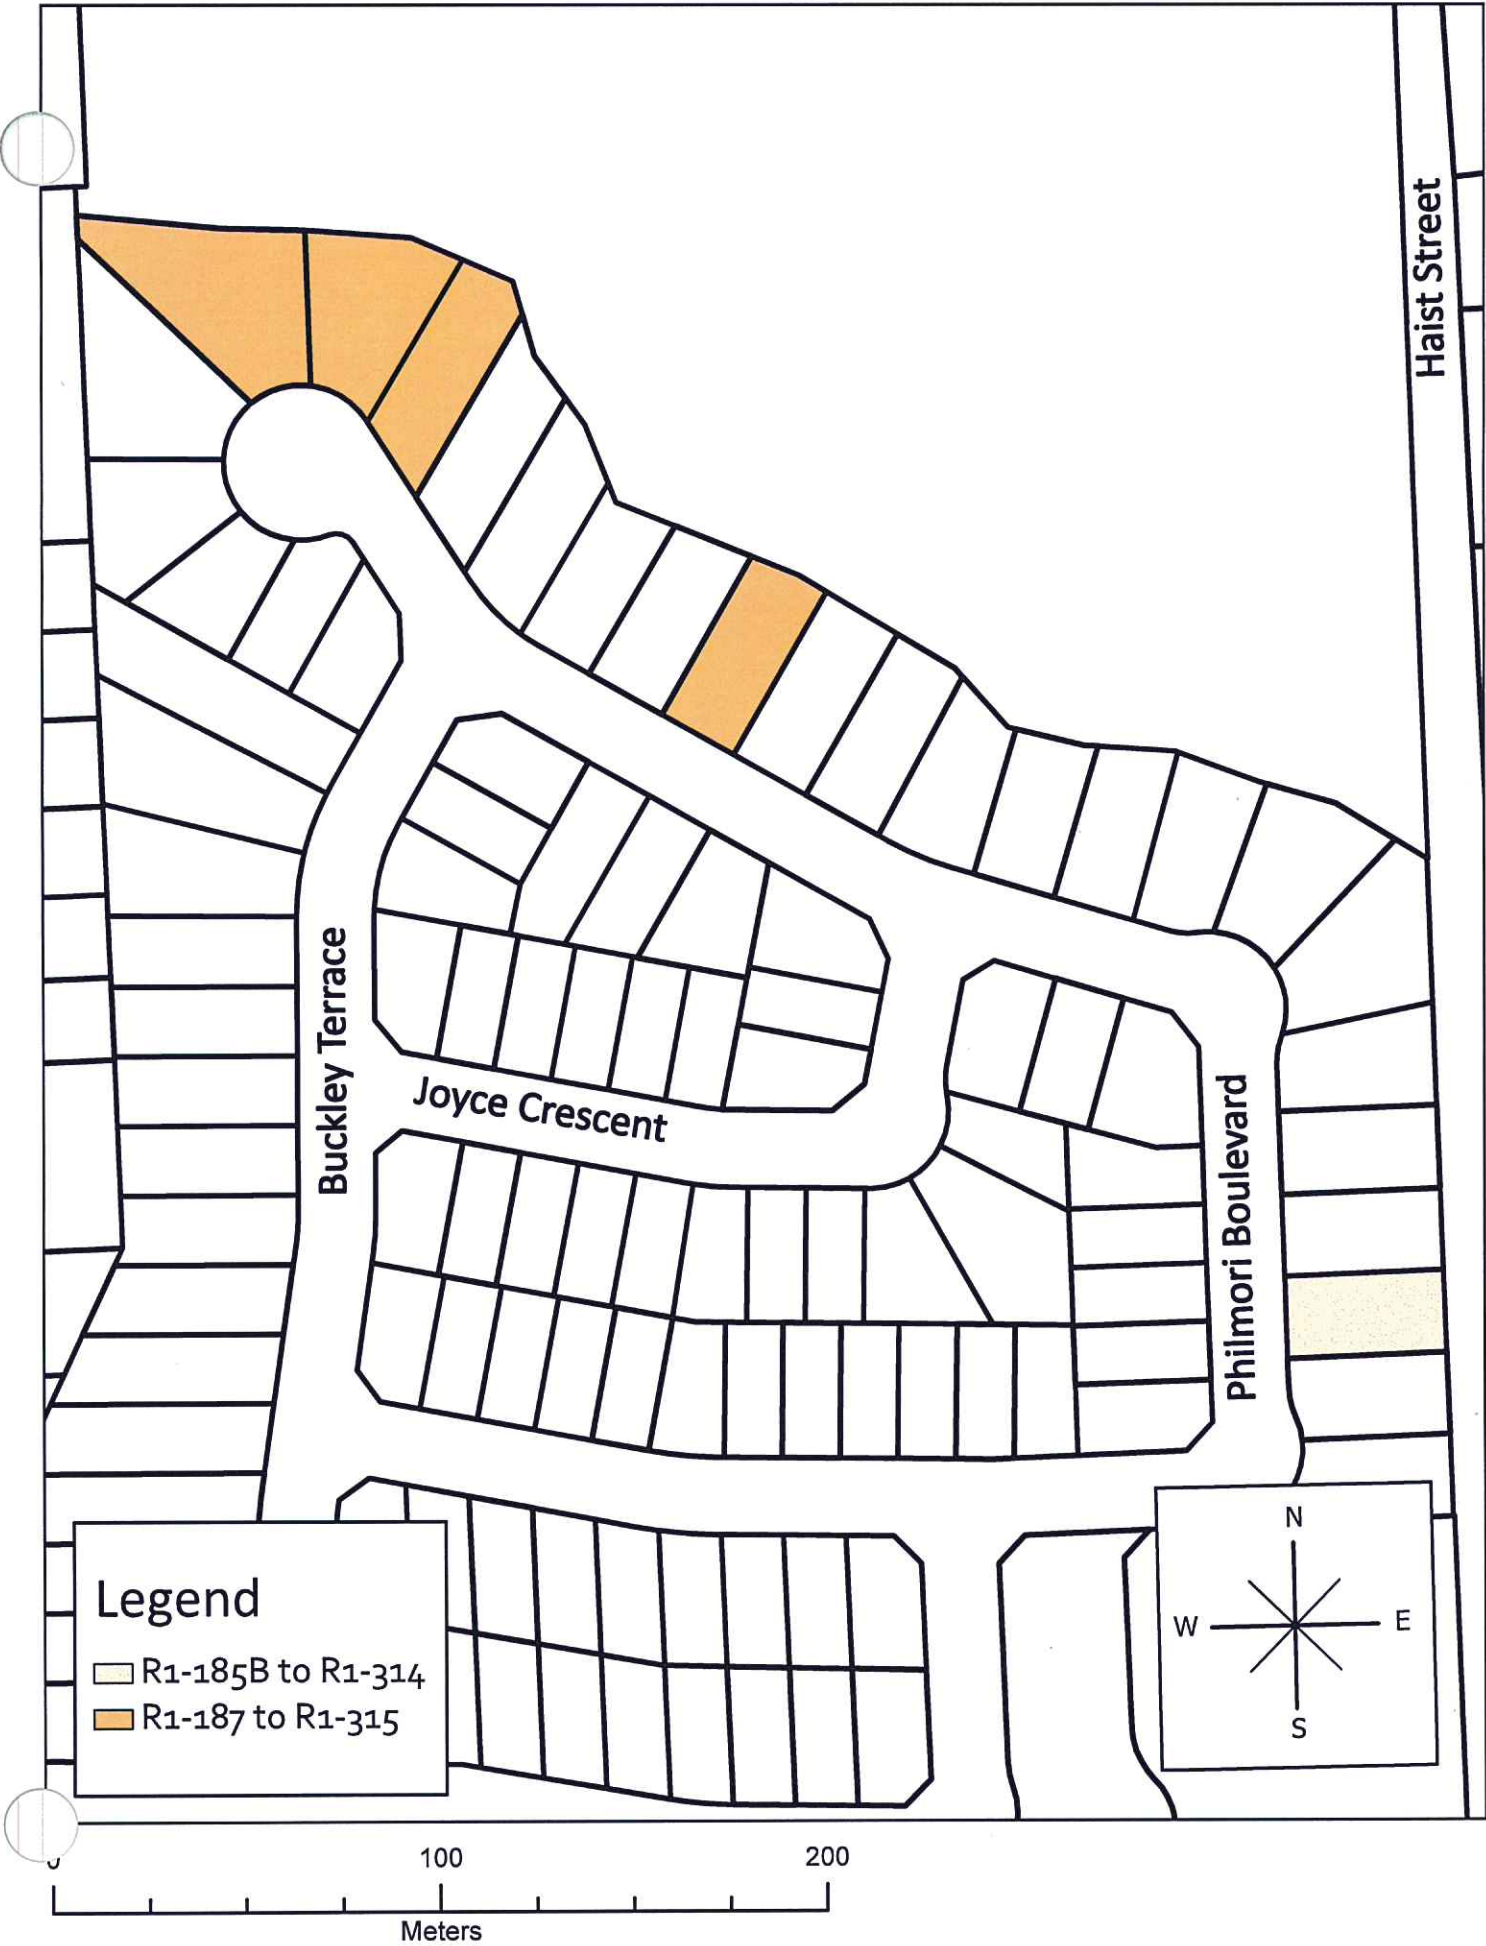 Haist Street
Buckley Terrace
Joyce Crescent
Philmori Boulevard
N
W E
S
Legend
R1-185B to R1-314
R1-187 to R1-315
100 200
Meters